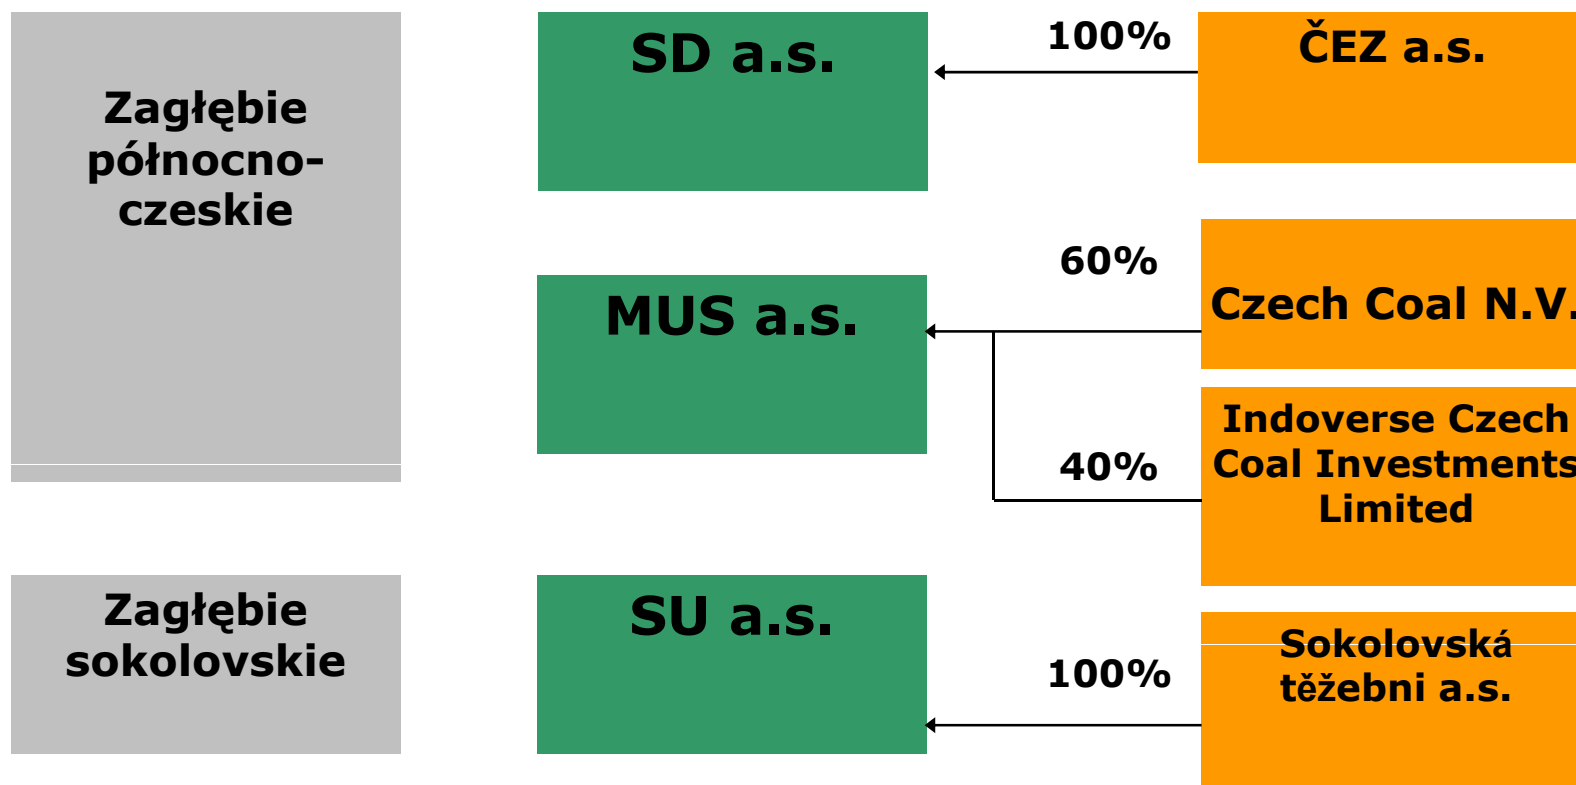 Zagłębie
północno-
czeskie
SD a.s.
100%
ČEZ a.s.
MUS a.s.
60%
Czech Coal N.V.
40%
Indoverse Czech
Coal Investments
Limited
Zagłębie
sokolovskie
SU a.s.
100%
Sokolovská
těžebni a.s.